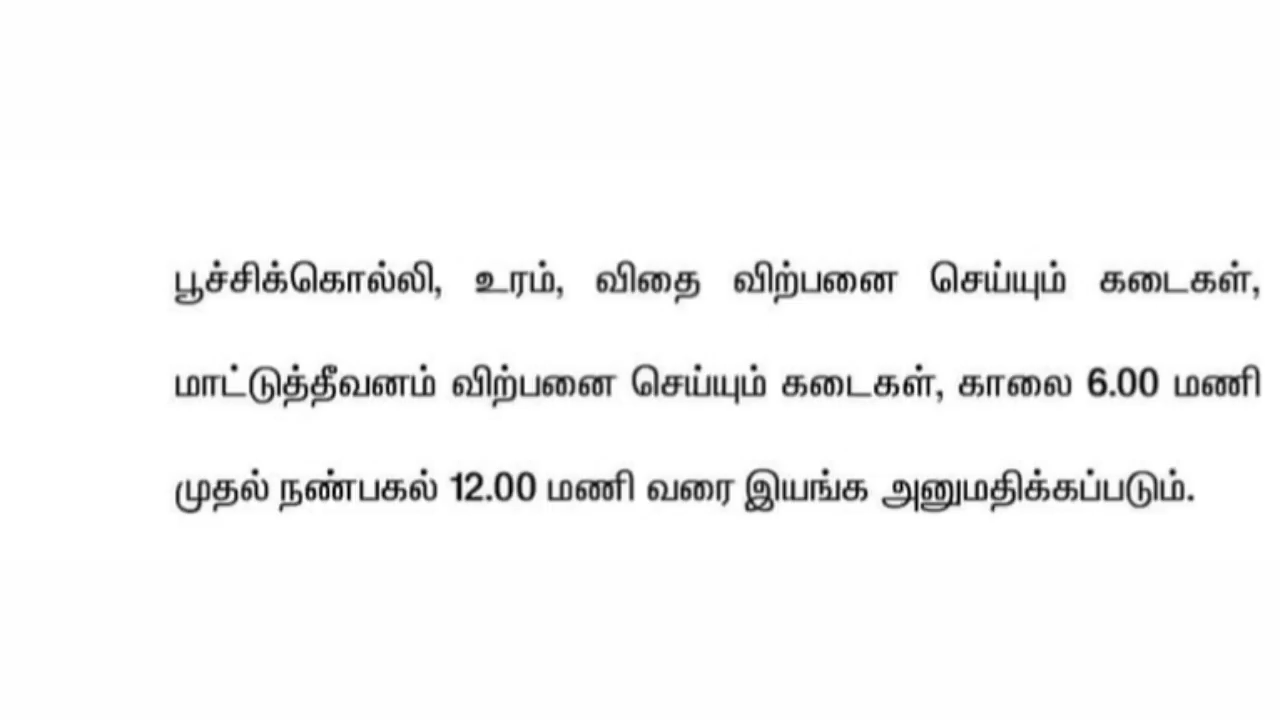 பூச்சிக்கொல்லி, உரம், விதை விற்பனை செய்யும் கடைகள்,
மாட்டுத்தீவனம் விற்பனை செய்யும் கடைகள், காலை 6.00 மணி
முதல் நண்பகல் 12.00 மணி வரை இயங்க அனுமதிக்கப்படும்.